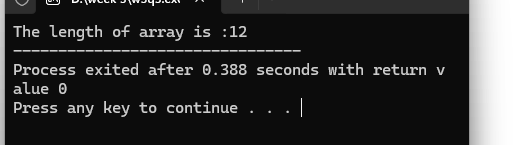 The length of array is :12
--------------------------------
Process exited after 0.388 seconds with return v
alue 0
Press any key to continue . . .